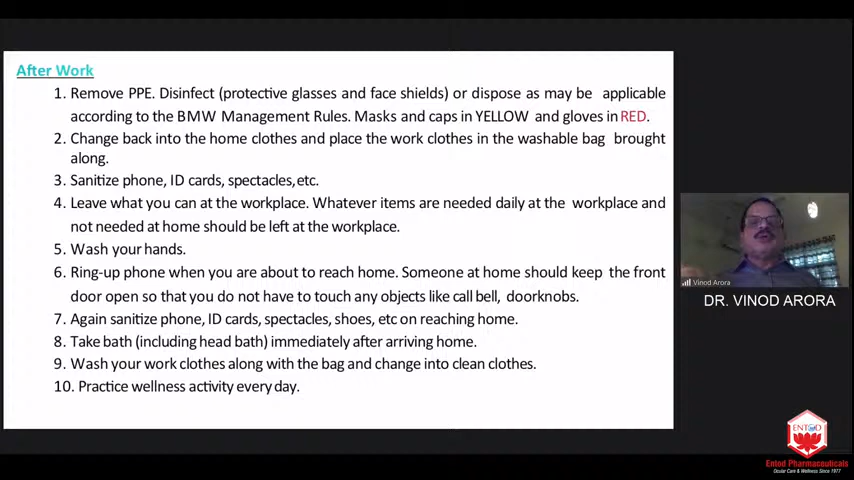 After Work
1. Remove PPE. Disinfect (protective glasses and face shields) or dispose as may be applicable
according to the BMW Management Rules. Masks and caps in YELLOW and gloves in RED.
2. Change back into the home clothes and place the work clothes in the washable bag brought
along.
3. Sanitize phone, ID cards, spectacles, etc.
4. Leave what you can at the workplace. Whatever items are needed daily at the workplace and
not needed at home should be left at the workplace.
5. Wash your hands.
6. Ring-up phone when you are about to reach home. Someone at home should keep the front
door open so that you do not have to touch any objects like call bell, doorknobs.
7. Again sanitize phone, ID cards, spectacles, shoes, etc on reaching home.
8. Take bath (including head bath) immediately after arriving home.
9. Wash your work clothes along with the bag and change into clean clothes.
10. Practice wellness activity every day.
Vinod Arora
DR. VINOD ARORA
ENTOD
Entod Pharmaceuticals
Ocular Care & Wellness Since 1977